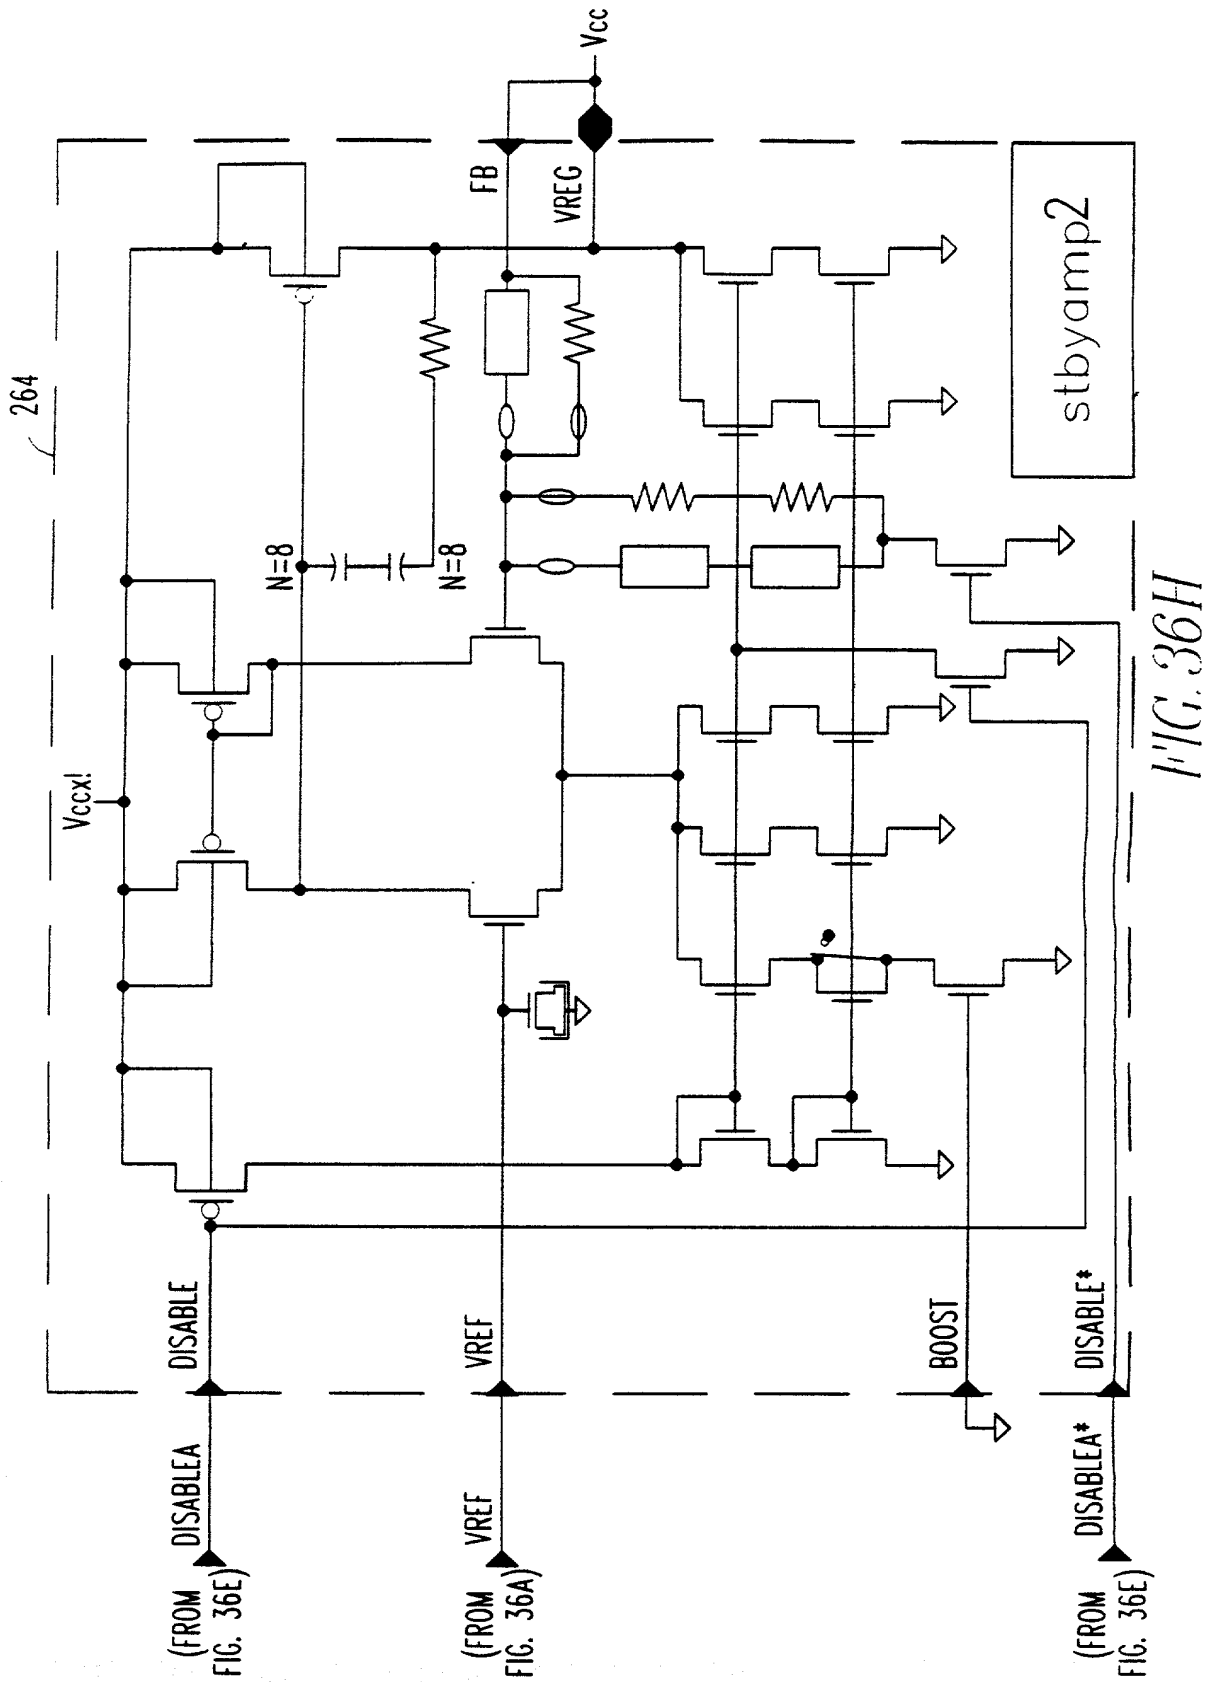 264
Vccx!
N=8
N=8
FB
VREG
Vcc
(FROM
FIG. 36E)
DISABLEA
DISABLE
(FROM
FIG. 36A)
VREF
VREF
BOOST
(FROM
FIG. 36E)
DISABLEA*
DISABLE*
stbyamp2
FIG. 36H